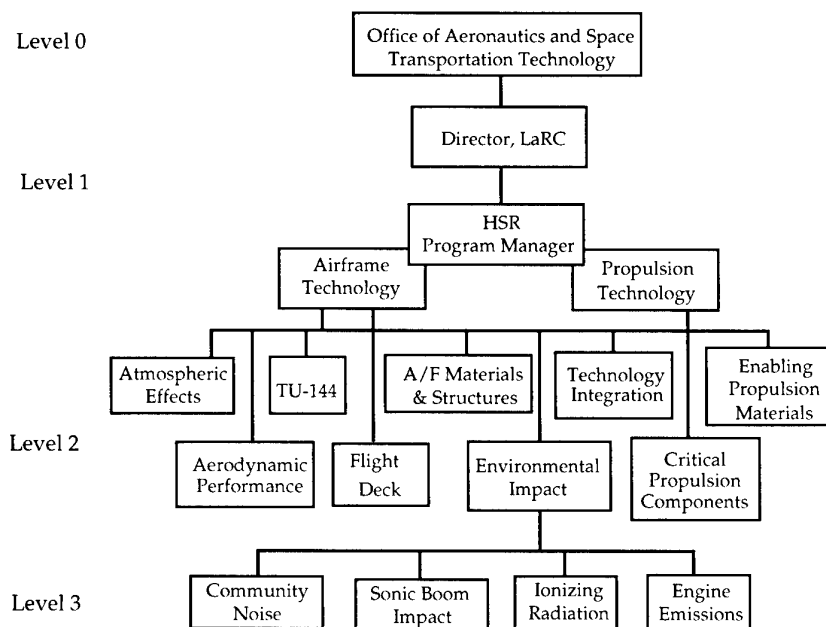 Level 0
Office of Aeronautics and Space
Transportation Technology
Director, LaRC
Level 1
HSR
Program Manager
Airframe
Technology
Propulsion
Technology
Atmospheric
Effects
TU-144
A/F Materials
& Structures
Technology
Integration
Enabling
Propulsion
Materials
Level 2
Aerodynamic
Performance
Flight
Deck
Environmental
Impact
Critical
Propulsion
Components
Level 3
Community
Noise
Sonic Boom
Impact
Ionizing
Radiation
Engine
Emissions